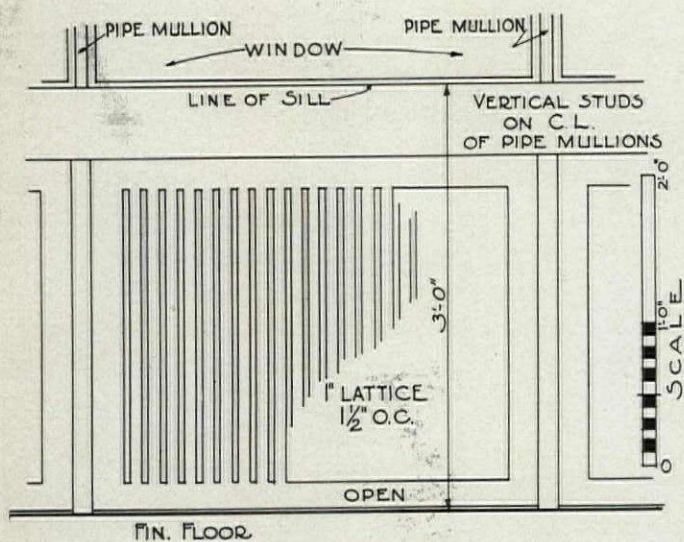 PIPE MULLION
PIPE MULLION
WINDOW
LINE OF SILL
VERTICAL STUDS
ON C.L.
OF PIPE MULLIONS
2'-0"
1'-0"
0
SCALE
3'-0"
1" LATTICE
1½" O.C.
OPEN
FIN. FLOOR